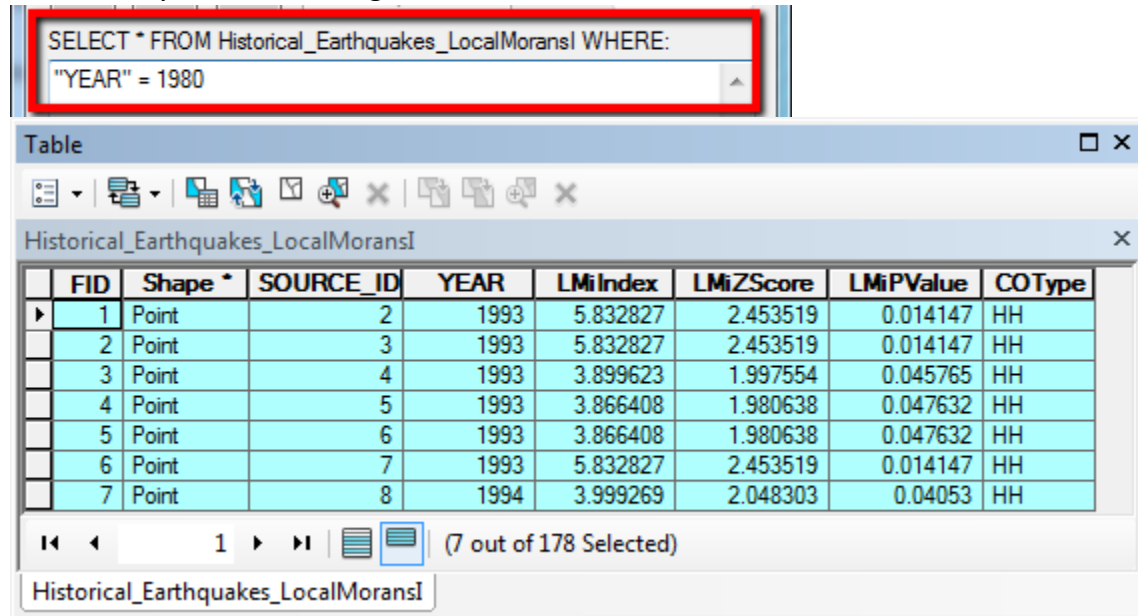 SELECT * FROM Historical_Earthquakes_LocalMoransI WHERE:
"YEAR" = 1980
Table
Historical_Earthquakes_LocalMoransI
FID Shape * SOURCE_ID YEAR LMiIndex LMiZScore LMiPValue COType
1 Point 2 1993 5.832827 2.453519 0.014147 HH
2 Point 3 1993 5.832827 2.453519 0.014147 HH
3 Point 4 1993 3.899623 1.997554 0.045765 HH
4 Point 5 1993 3.866408 1.980638 0.047632 HH
5 Point 6 1993 3.866408 1.980638 0.047632 HH
6 Point 7 1993 5.832827 2.453519 0.014147 HH
7 Point 8 1994 3.999269 2.048303 0.04053 HH
1 (7 out of 178 Selected)
Historical_Earthquakes_LocalMoransI